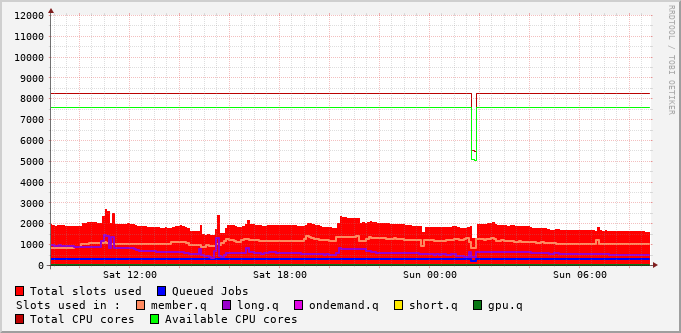 RRDTOOL / TOBI OETIKER
12000
11000
10000
9000
8000
7000
6000
5000
4000
3000
2000
1000
0
Sat 12:00 Sat 18:00 Sun 00:00 Sun 06:00
Total slots used Queued Jobs
Slots used in : member.q long.q ondemand.q short.q gpu.q
Total CPU cores Available CPU cores